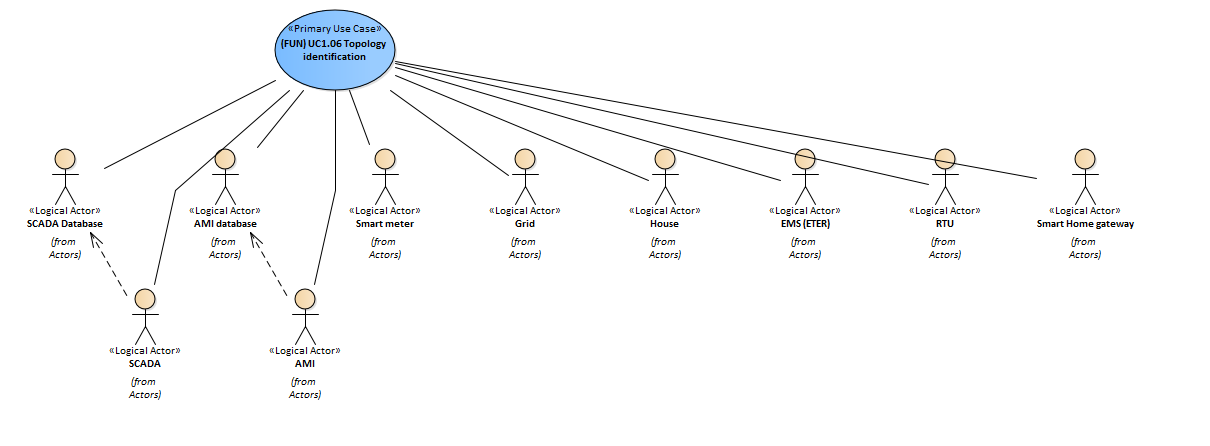 «Primary Use Case»
(FUN) UC1.06 Topology
identification
«Logical Actor»
SCADA Database
(from
Actors)
«Logical Actor»
AMI database
(from
Actors)
«Logical Actor»
Smart meter
(from
Actors)
«Logical Actor»
Grid
(from
Actors)
«Logical Actor»
House
(from
Actors)
«Logical Actor»
EMS (ETER)
(from
Actors)
«Logical Actor»
RTU
(from
Actors)
«Logical Actor»
Smart Home gateway
(from
Actors)
«Logical Actor»
SCADA
(from
Actors)
«Logical Actor»
AMI
(from
Actors)